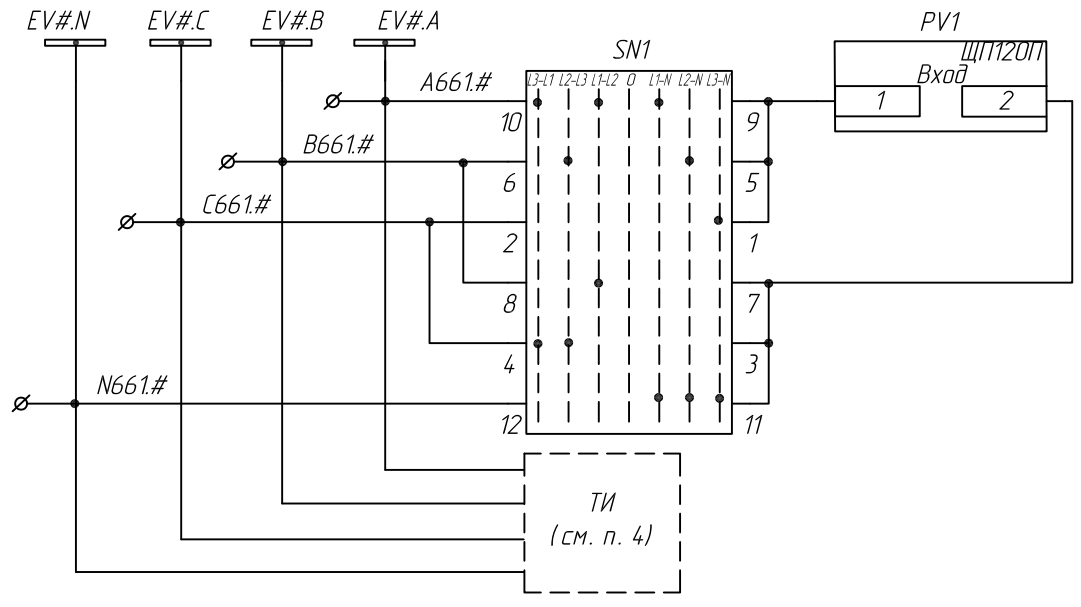 EV#.N EV#.C EV#.B EV#.A
SN1
PV1
ЩП120П
Вход
1 2
L3-L1 L2-L3 L1-L2 0 L1-N L2-N L3-N
A661.#
10 9
B661.#
6 5
C661.#
2 1
8 7
4 3
N661.#
12 11
ТИ
(см. п. 4)